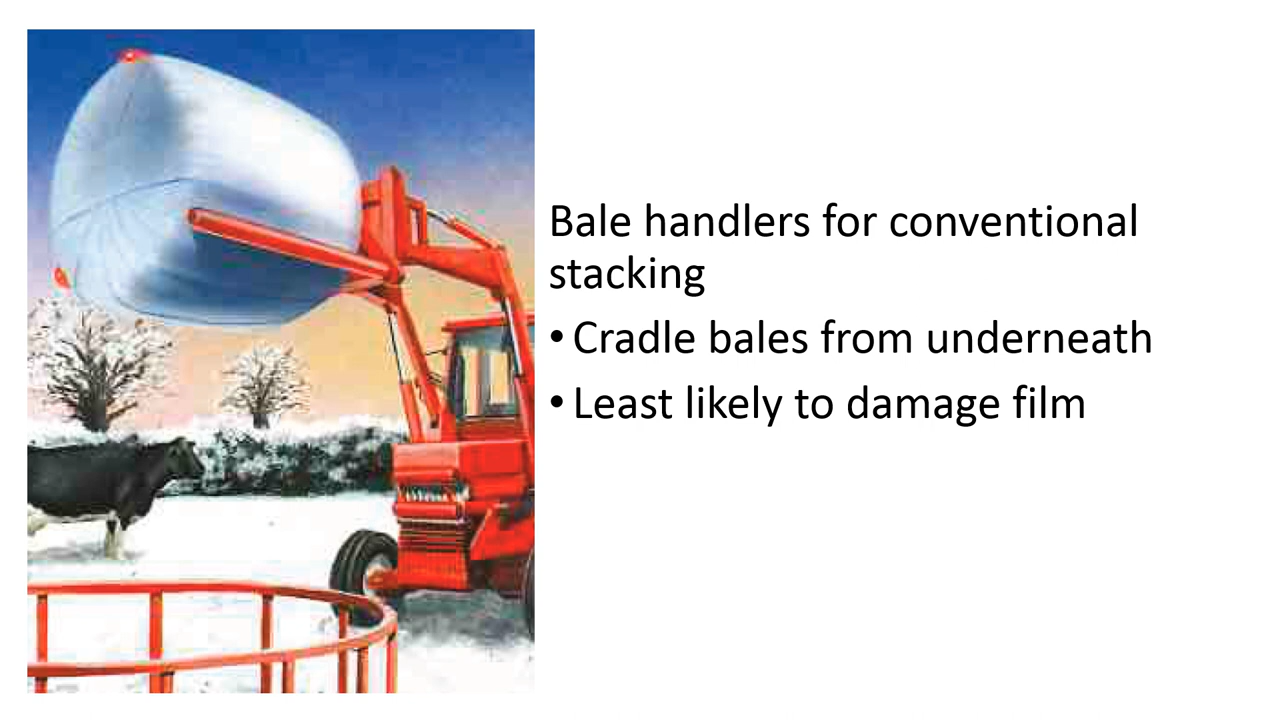 Bale handlers for conventional
stacking
• Cradle bales from underneath
• Least likely to damage film